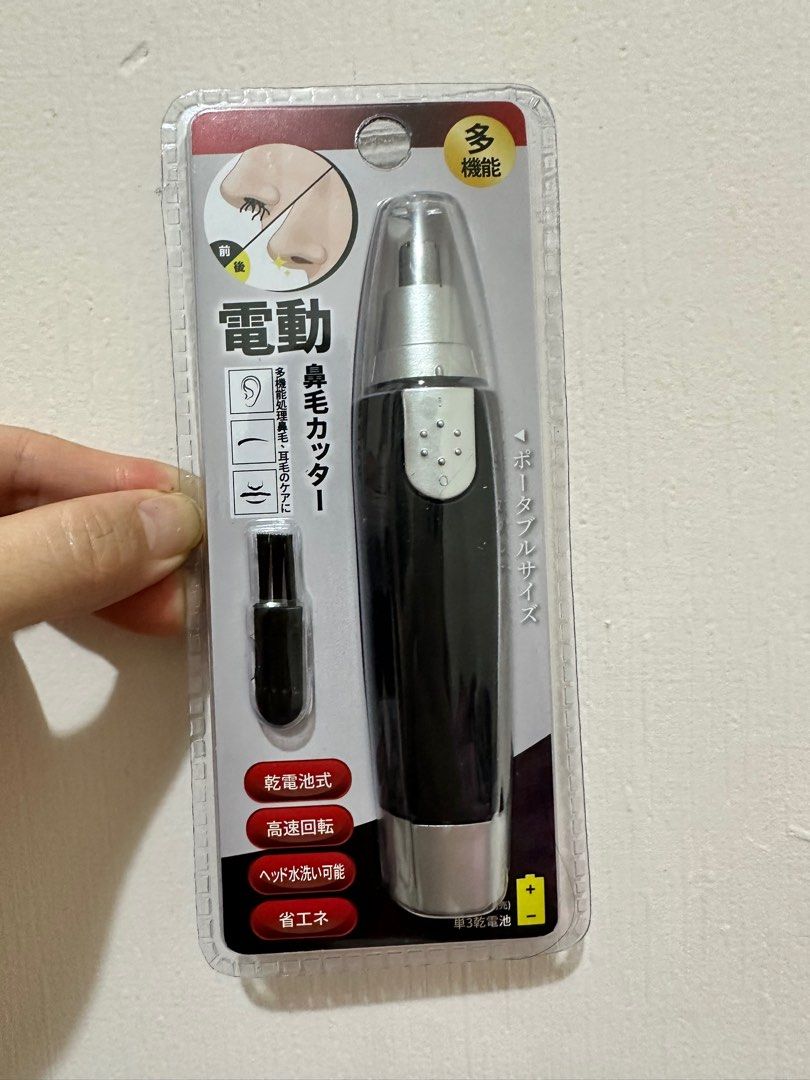 多
機能
前
後
電動
鼻毛カッター
多機能処理鼻毛、耳毛のケアに
◀ポータブルサイズ
乾電池式
高速回転
ヘッド水洗い可能
省エネ
単3乾電池